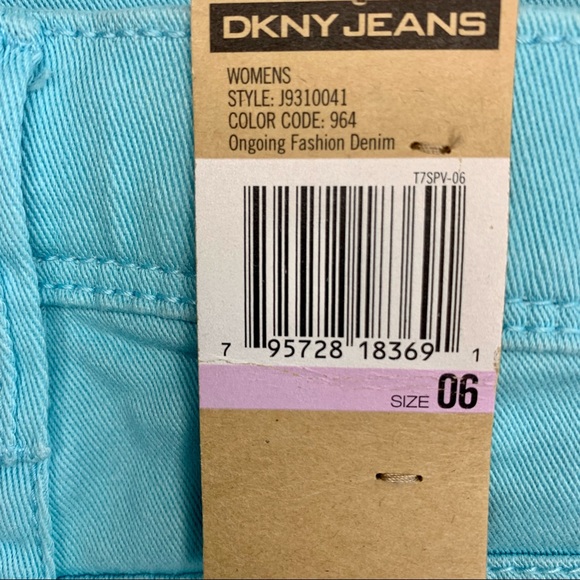 DKNY JEANS
WOMENS
STYLE: J9310041
COLOR CODE: 964
Ongoing Fashion Denim
T7SPV-06
7 95728 18369 1
SIZE 06